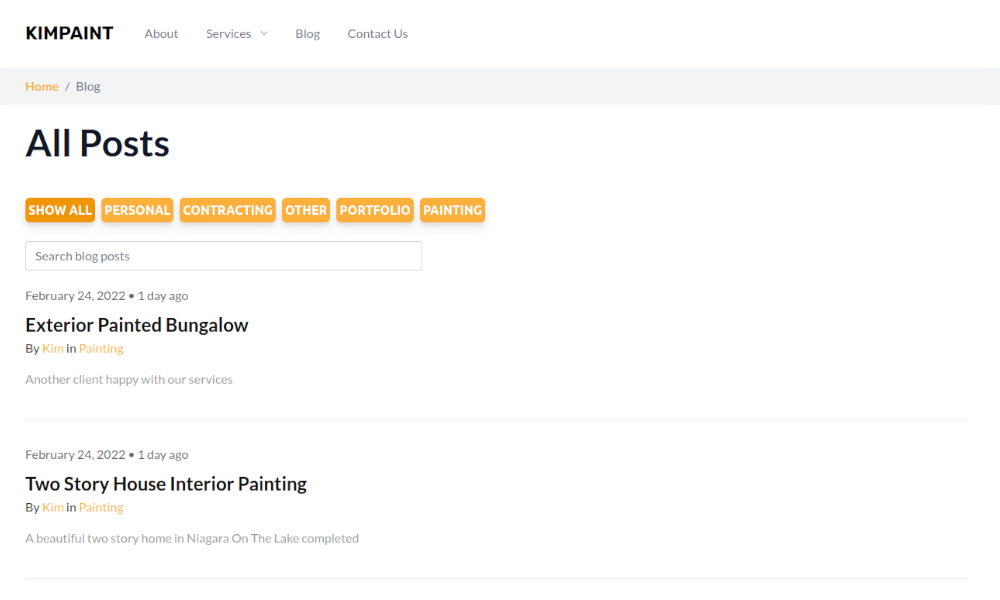 KIMPAINT About Services Blog Contact Us
Home / Blog
All Posts
SHOW ALL PERSONAL CONTRACTING OTHER PORTFOLIO PAINTING
Search blog posts
February 24, 2022 • 1 day ago
Exterior Painted Bungalow
By Kim in Painting
Another client happy with our services
February 24, 2022 • 1 day ago
Two Story House Interior Painting
By Kim in Painting
A beautiful two story home in Niagara On The Lake completed